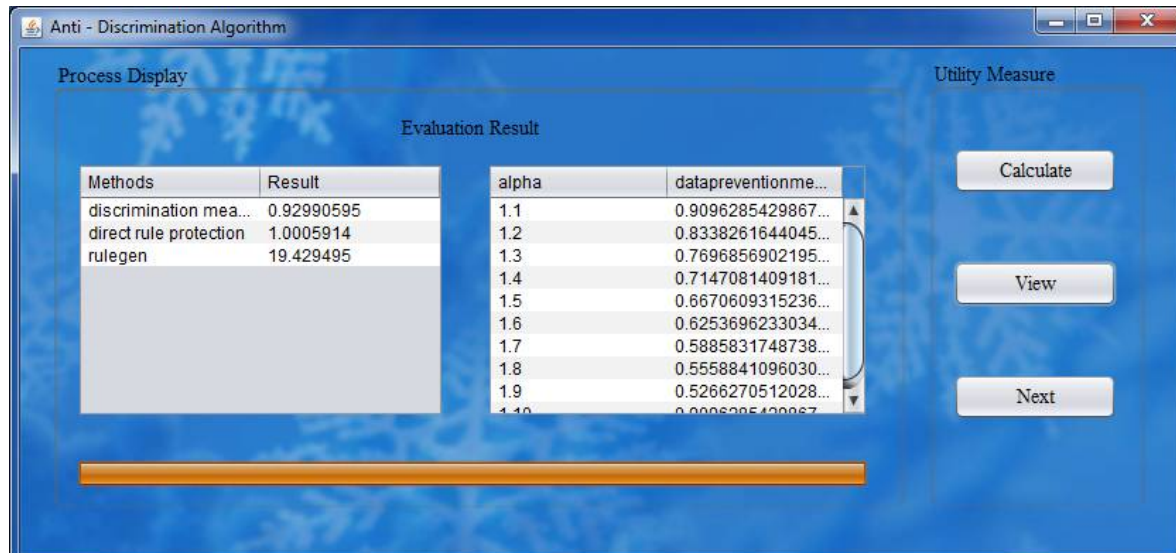 Anti - Discrimination Algorithm
Process Display
Utility Measure
Evaluation Result
Methods Result
discrimination mea... 0.92990595
direct rule protection 1.0005914
rulegen 19.429495
alpha datapreventionme...
1.1 0.9096285429867...
1.2 0.8338261644045...
1.3 0.7696856902195...
1.4 0.7147081409181...
1.5 0.6670609315236...
1.6 0.6253696233034...
1.7 0.5885831748738...
1.8 0.5558841096030...
1.9 0.5266270512028...
Calculate
View
Next